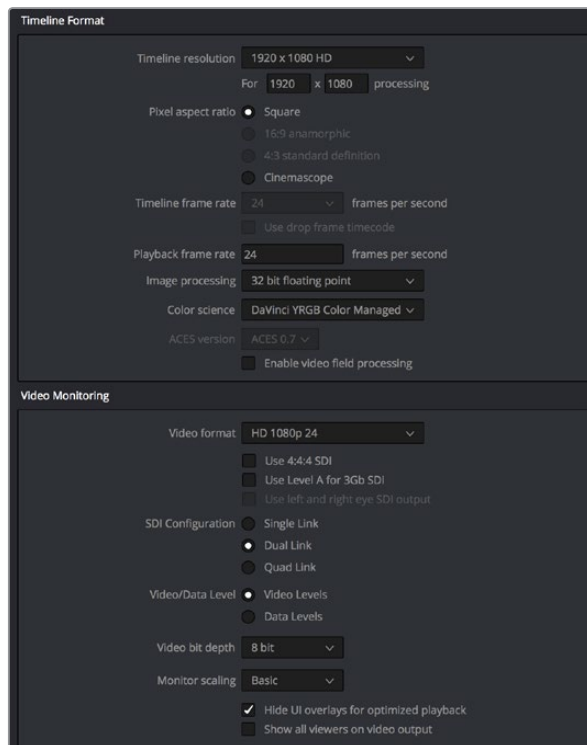 Timeline Format
Timeline resolution 1920 x 1080 HD
For 1920 x 1080 processing
Pixel aspect ratio Square
16:9 anamorphic
4:3 standard definition
Cinemascope
Timeline frame rate 24 frames per second
Use drop frame timecode
Playback frame rate 24 frames per second
Image processing 32 bit floating point
Color science DaVinci YRGB Color Managed
ACES version ACES 0.7
Enable video field processing
Video Monitoring
Video format HD 1080p 24
Use 4:4:4 SDI
Use Level A for 3Gb SDI
Use left and right eye SDI output
SDI Configuration Single Link
Dual Link
Quad Link
Video/Data Level Video Levels
Data Levels
Video bit depth 8 bit
Monitor scaling Basic
Hide UI overlays for optimized playback
Show all viewers on video output